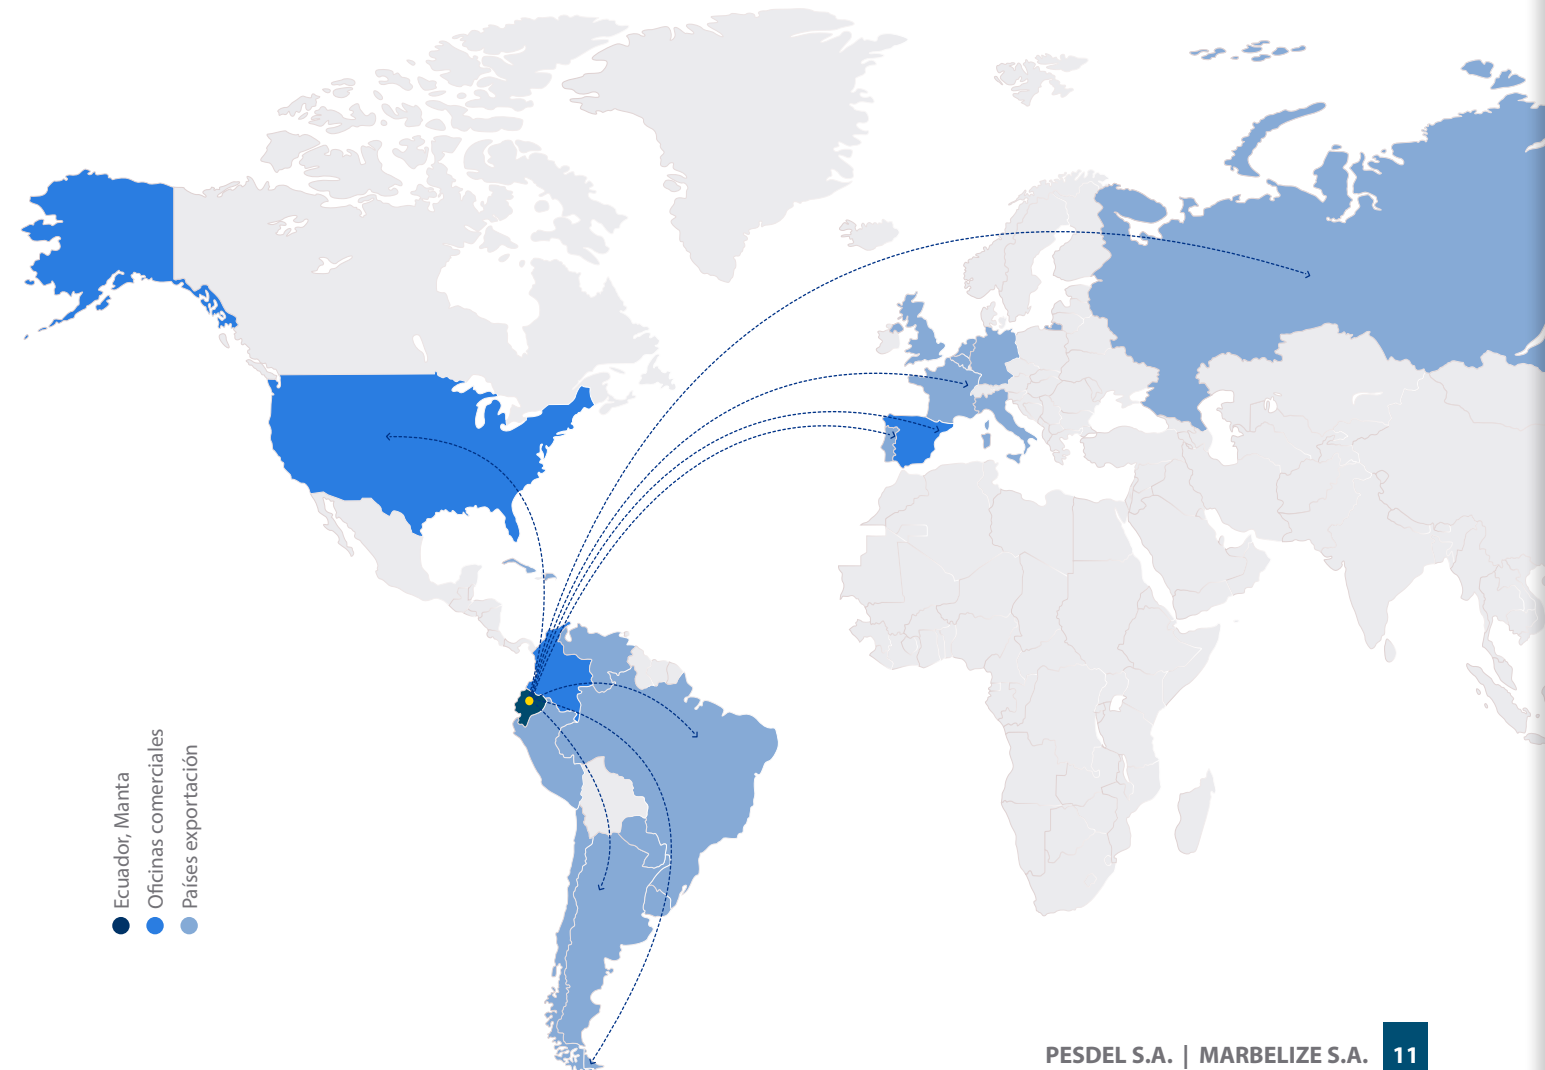 Ecuador, Manta
Oficinas comerciales
Países exportación
PESDEL S.A. | MARBELIZE S.A. 11